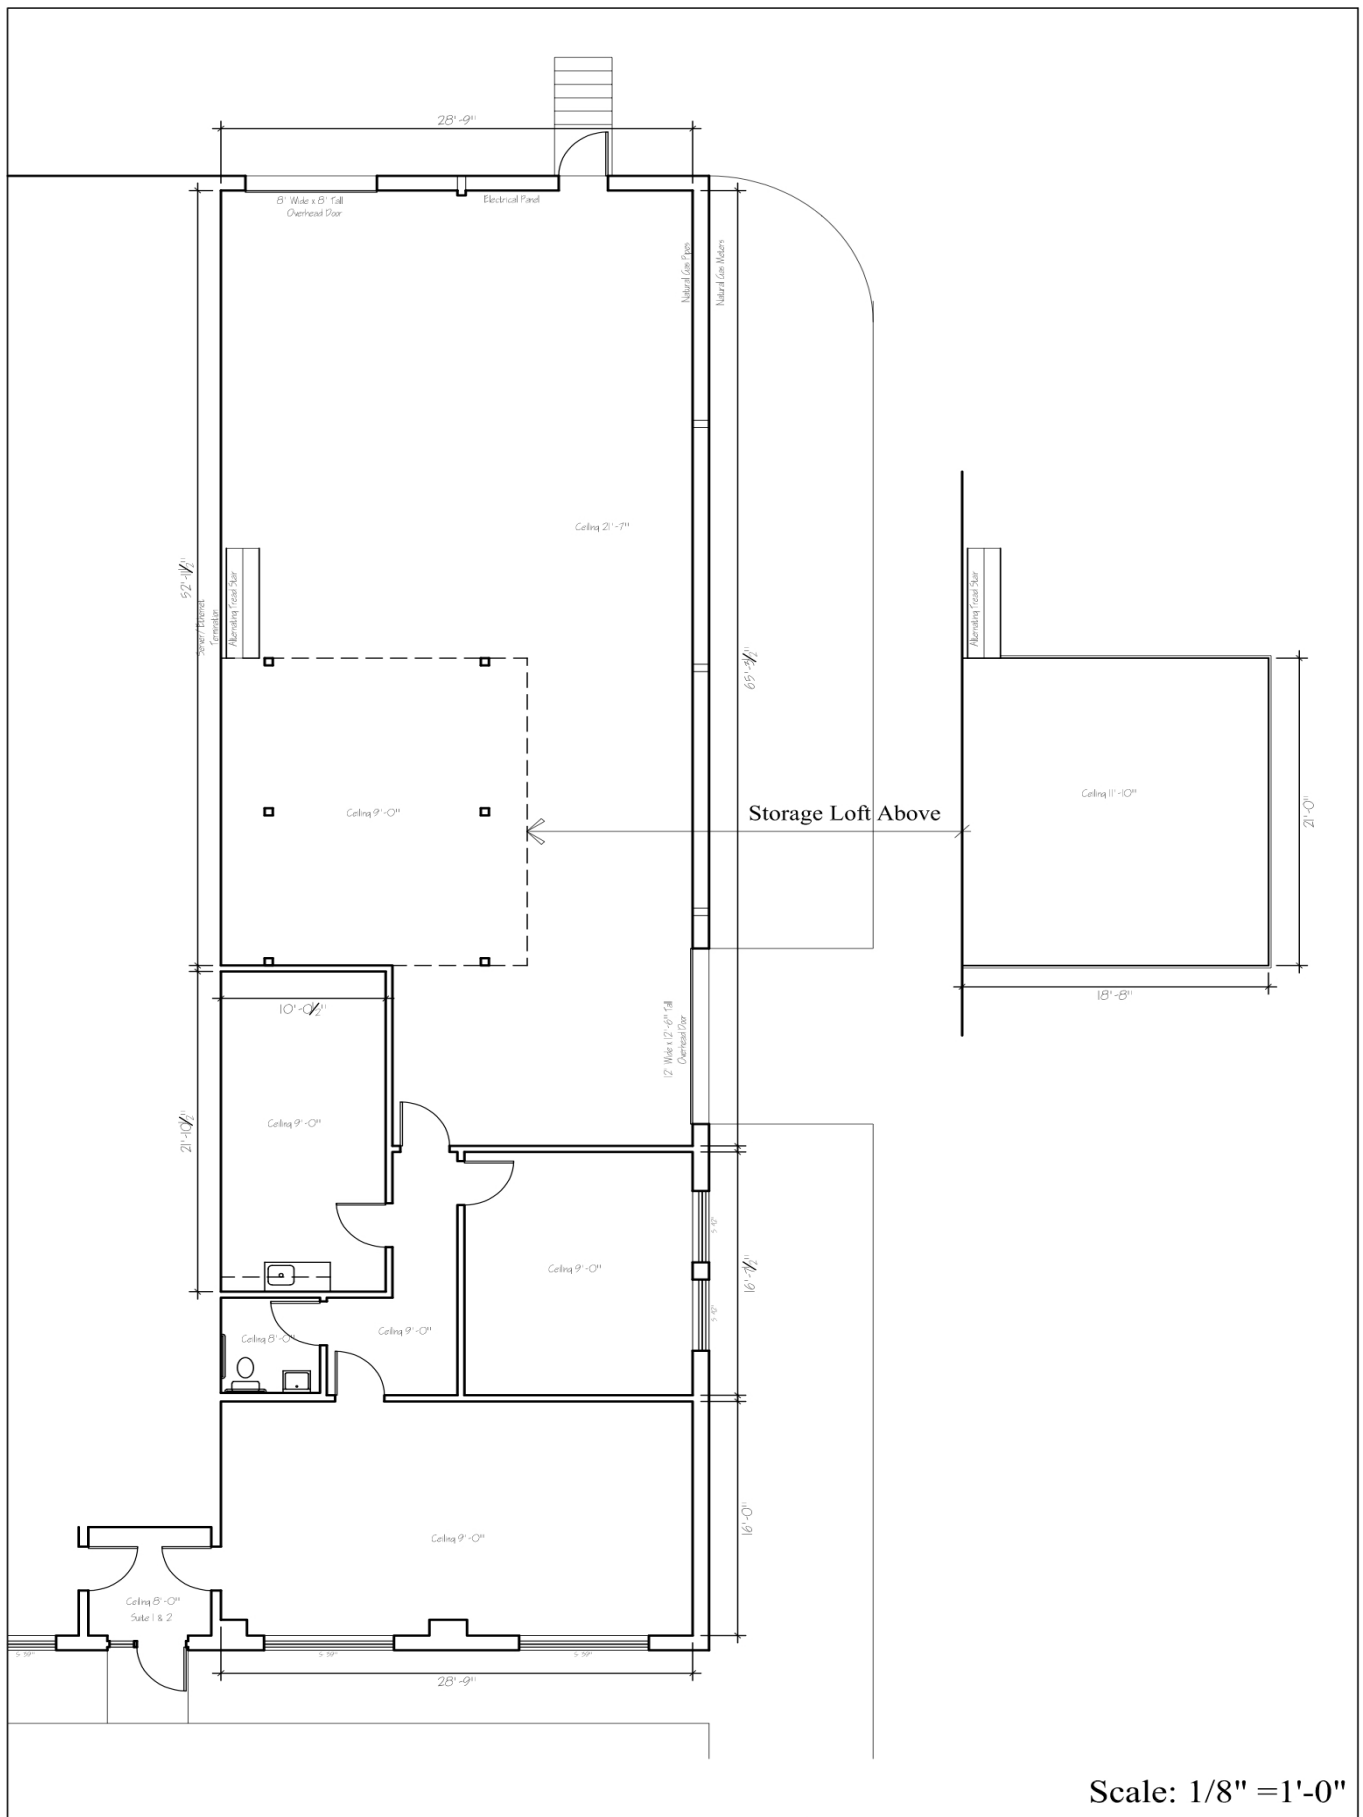 28'-9"
8' Wide x 8' Tall
Overhead Door
Electrical Panel
Natural Gas Pipes
Natural Gas Meters
Ceiling 21'-7"
52'-11½"
Server/ Ethernet
Termination
Alternating Tread Stair
Alternating Tread Stair
65'-3½"
Ceiling 9'-0"
Storage Loft Above
Ceiling 11'-10"
21'-0"
18'-8"
10'-0½"
12' Wide x 12'-6" Tall
Overhead Door
Ceiling 9'-0"
21'-10½"
Ceiling 9'-0"
16'-7½"
Ceiling 8'-0"
Ceiling 9'-0"
Ceiling 9'-0"
16'-0"
Ceiling 8'-0"
Suite 1 & 2
28'-9"
Scale: 1/8" =1'-0"